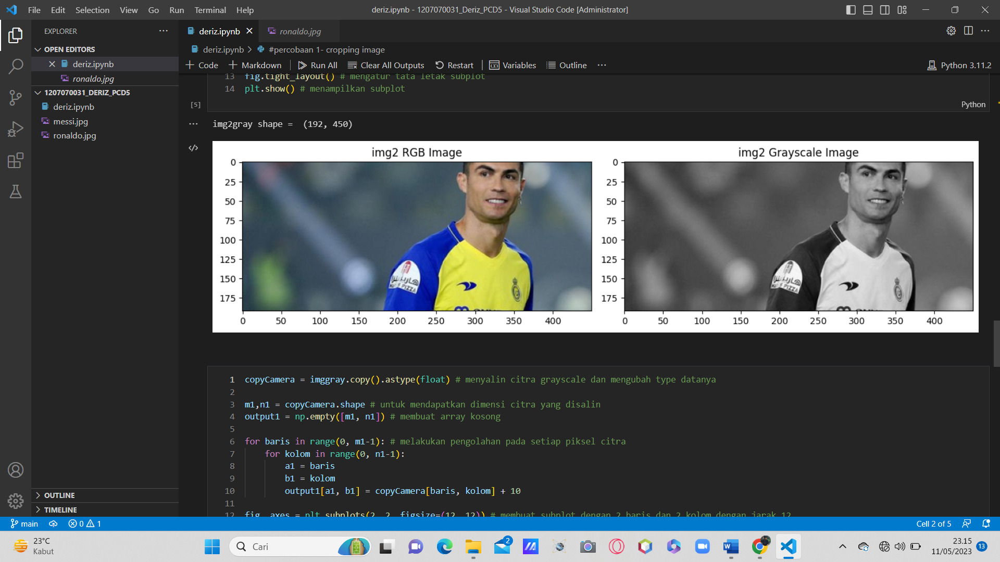 File Edit Selection View Go Run Terminal Help
deriz.ipynb - 1207070031_Deriz_PCD5 - Visual Studio Code [Administrator]
EXPLORER
OPEN EDITORS
deriz.ipynb
ronaldo.jpg
1207070031_DERIZ_PCD5
deriz.ipynb
messi.jpg
ronaldo.jpg
OUTLINE
TIMELINE
deriz.ipynb
ronaldo.jpg
deriz.ipynb > #percobaan 1- cropping image
Code Markdown Run All Clear All Outputs Restart Variables Outline
Python 3.11.2
13 fig.tight_layout() # mengatur tata letak subplot
14 plt.show() # menampilkan subplot
[5]
Python
img2gray shape = (192, 450)
img2 RGB Image
0
25
50
75
100
125
150
175
0 50 100 150 200 250 300 350 400
هارييز بيتزا
PIZZA
img2 Grayscale Image
0
25
50
75
100
125
150
175
0 50 100 150 200 250 300 350 400
PIZZA
1 copyCamera = imggray.copy().astype(float) # menyalin citra grayscale dan mengubah type datanya
2
3 m1,n1 = copyCamera.shape # untuk mendapatkan dimensi citra yang disalin
4 output1 = np.empty([m1, n1]) # membuat array kosong
5
6 for baris in range(0, m1-1): # melakukan pengolahan pada setiap piksel citra
7 for kolom in range(0, n1-1):
8 a1 = baris
9 b1 = kolom
10 output1[a1, b1] = copyCamera[baris, kolom] + 10
11
12 fig, axes = plt.subplots(2, 2, figsize=(12, 12)) # membuat subplot dengan 2 baris dan 2 kolom dengan jarak 12
main
0 1
Cell 2 of 5
23°C
Kabut
Cari
2
23.15
11/05/2023
13